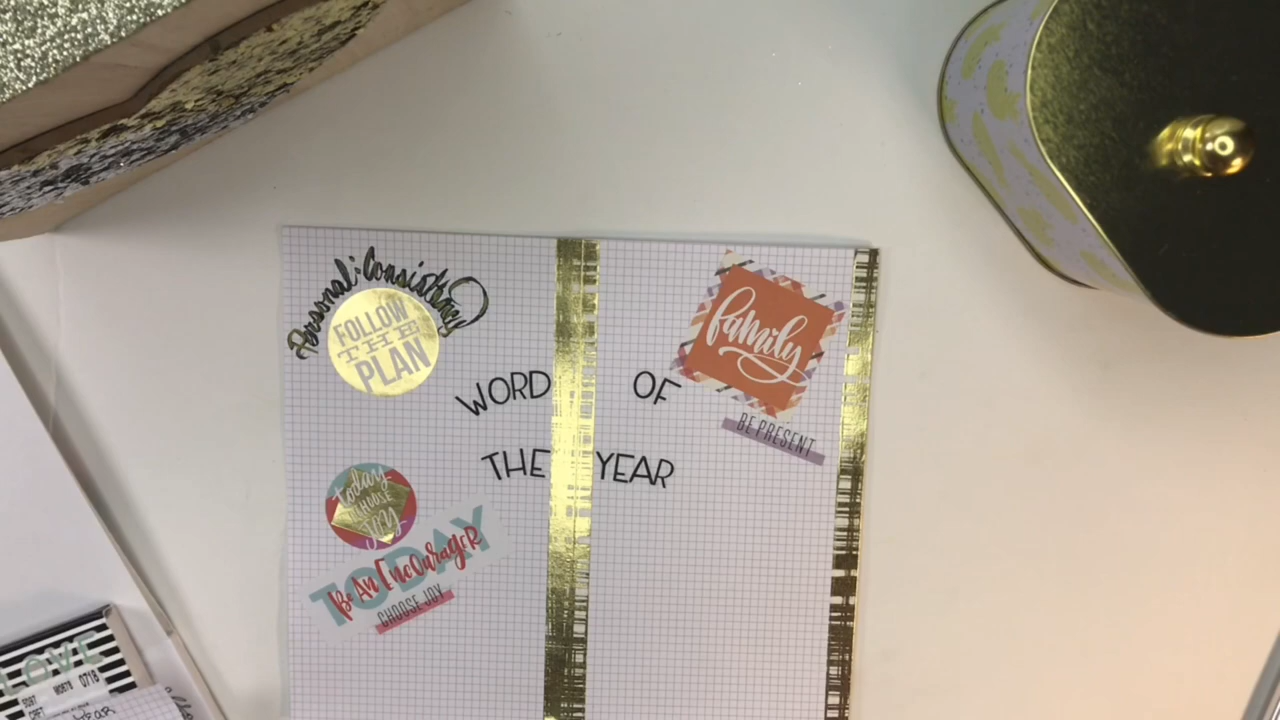 Personal: Consistency
FOLLOW
THE
PLAN
WORD OF
THE YEAR
family
BE PRESENT
today
CHOOSE
JOY
TODAY
Be An EncOuragER
CHOOSE JOY
LOVE
0718